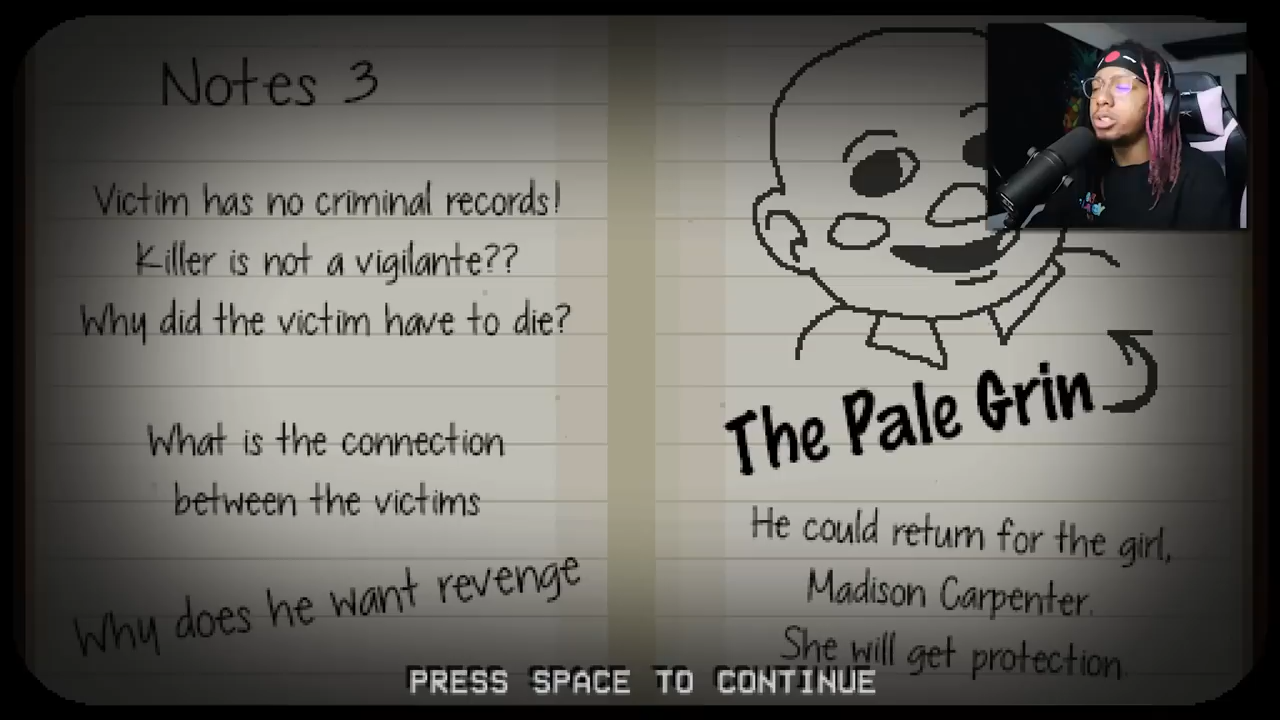 Notes 3
Victim has no criminal records!
Killer is not a vigilante??
Why did the victim have to die?
What is the connection
between the victims
Why does he want revenge
The Pale Grin
He could return for the girl,
Madison Carpenter.
She will get protection.
PRESS SPACE TO CONTINUE